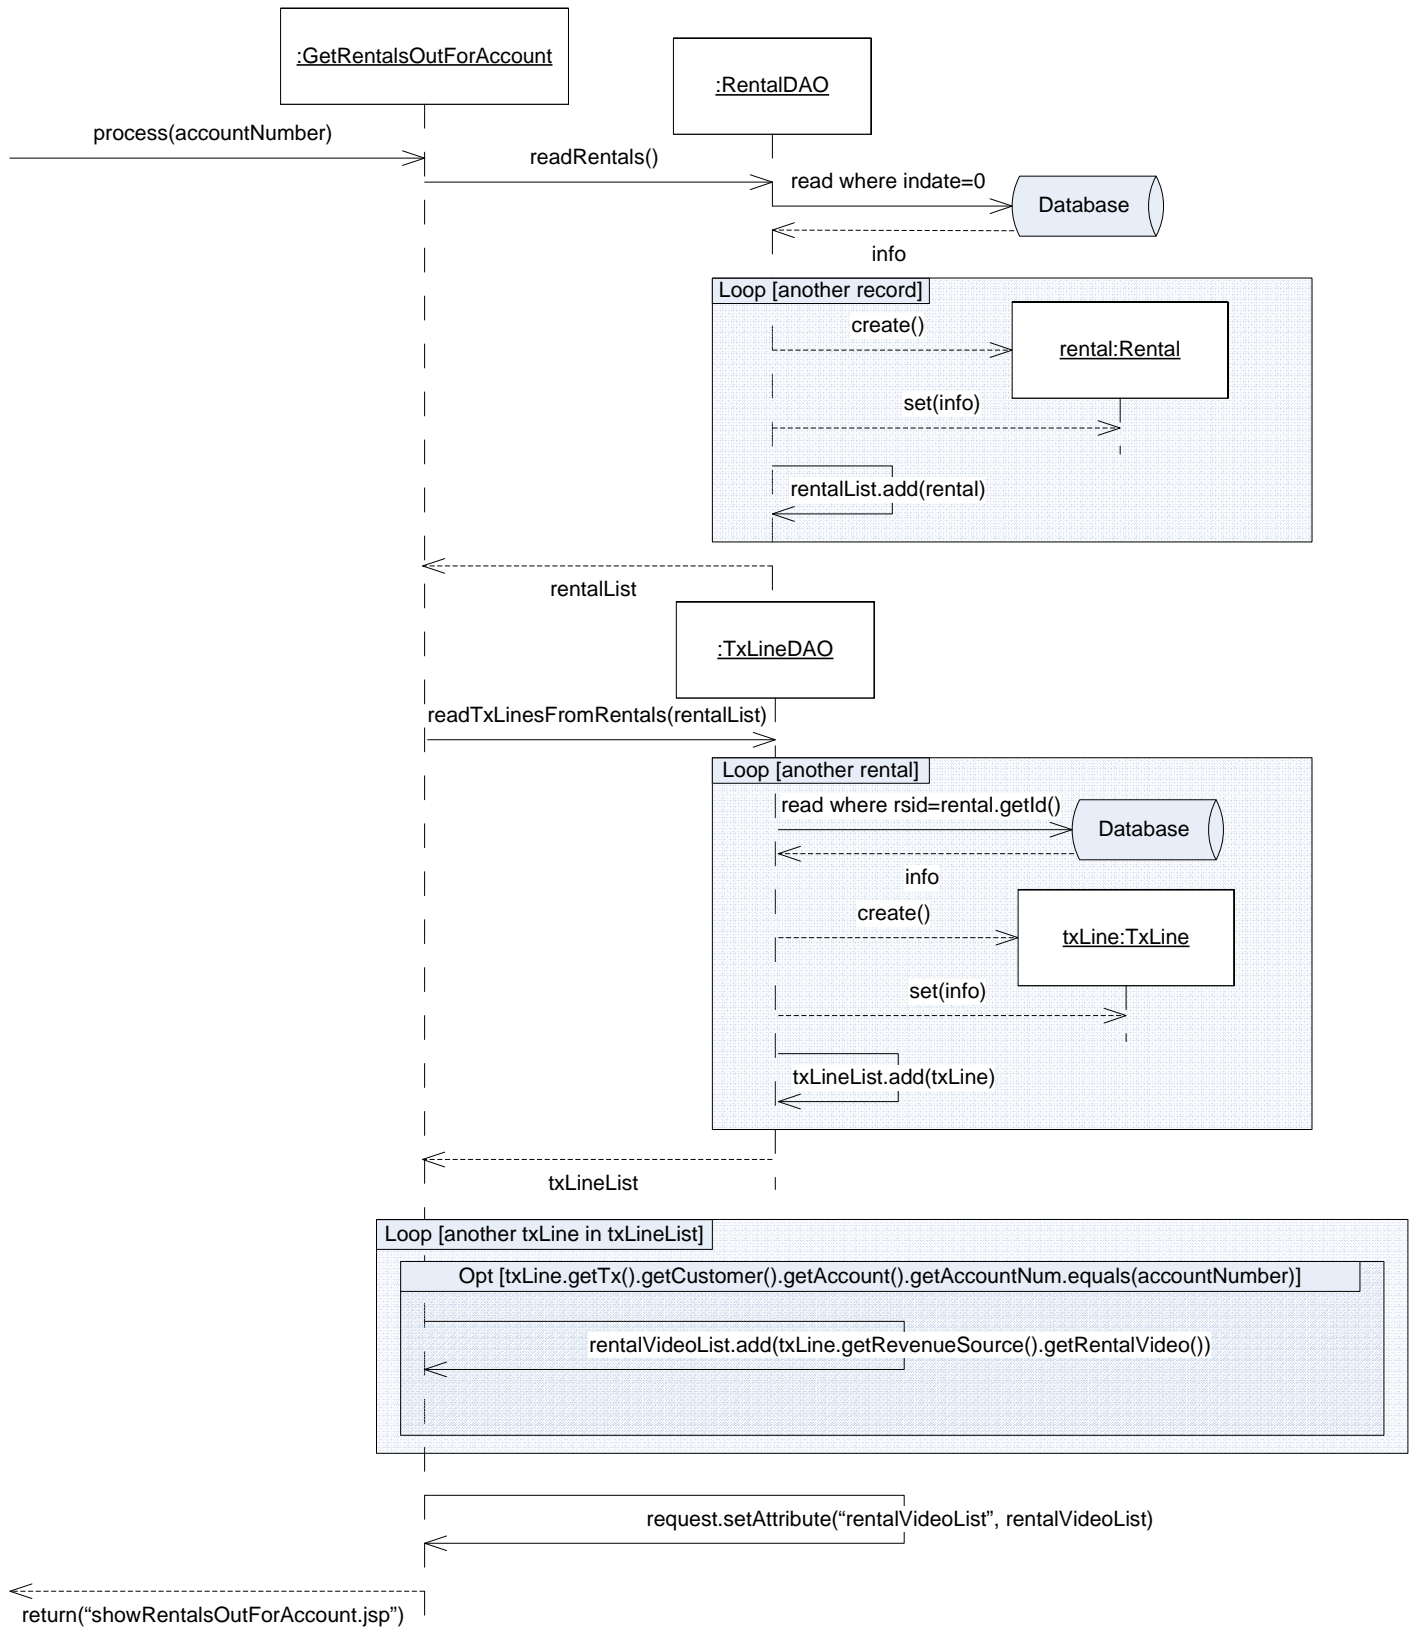 :GetRentalsOutForAccount
:RentalDAO
process(accountNumber)
readRentals()
read where indate=0
Database
info
Loop [another record]
create()
rental:Rental
set(info)
rentalList.add(rental)
rentalList
:TxLineDAO
readTxLinesFromRentals(rentalList)
Loop [another rental]
read where rsid=rental.getId()
Database
info
create()
txLine:TxLine
set(info)
txLineList.add(txLine)
txLineList
Loop [another txLine in txLineList]
Opt [txLine.getTx().getCustomer().getAccount().getAccountNum.equals(accountNumber)]
rentalVideoList.add(txLine.getRevenueSource().getRentalVideo())
request.setAttribute(“rentalVideoList”, rentalVideoList)
return(“showRentalsOutForAccount.jsp”)